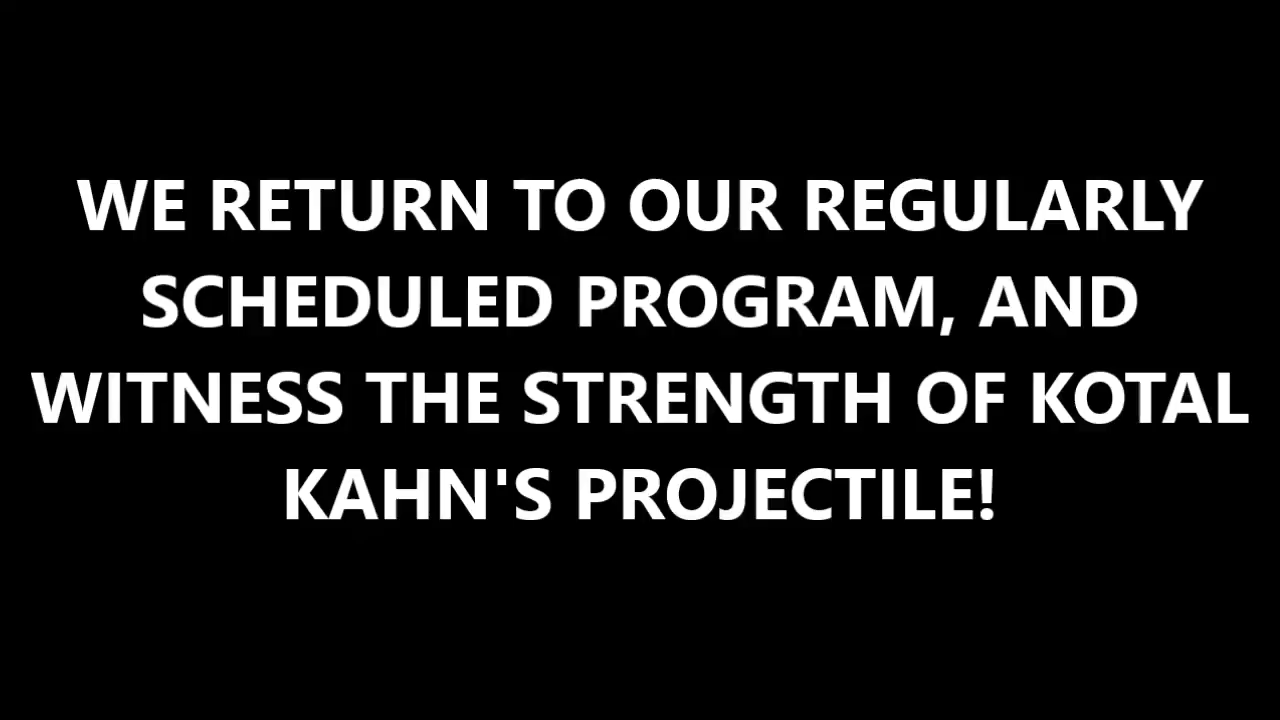 WE RETURN TO OUR REGULARLY
SCHEDULED PROGRAM, AND
WITNESS THE STRENGTH OF KOTAL
KAHN'S PROJECTILE!